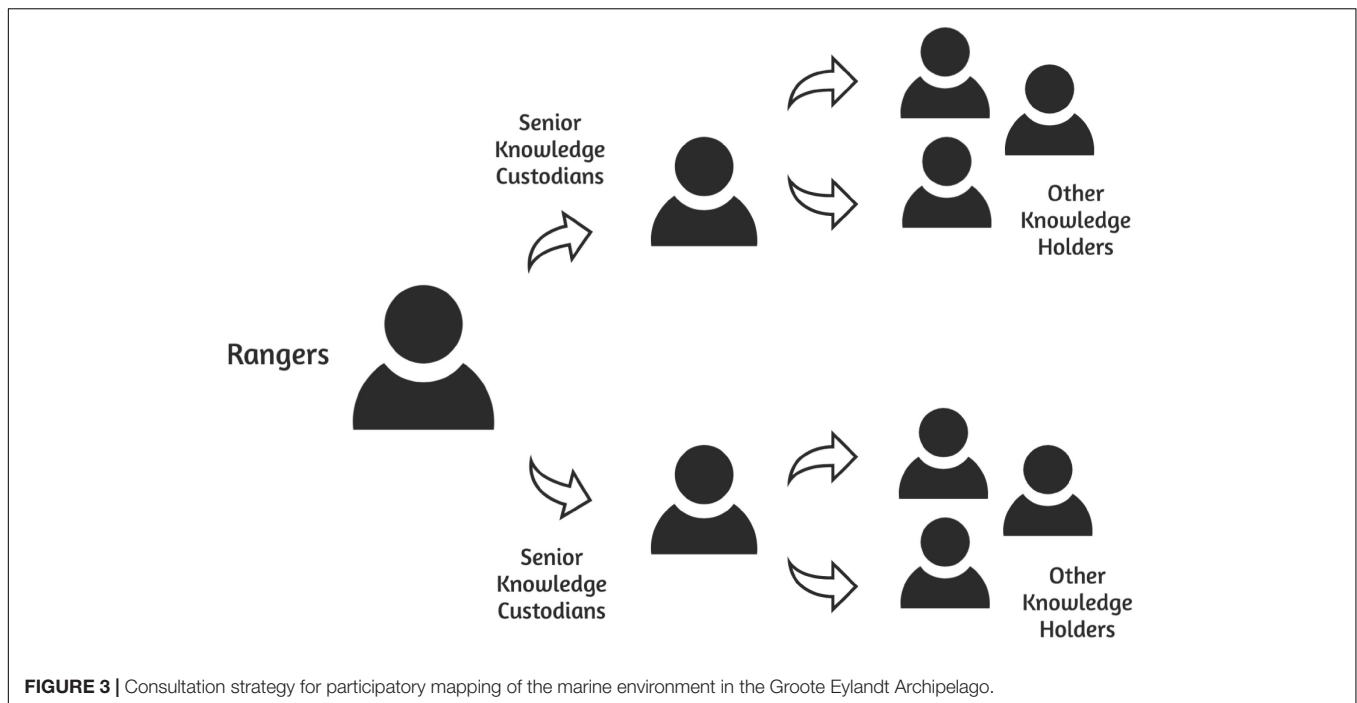 Senior
Knowledge
Custodians
Other
Knowledge
Holders
Rangers
Senior
Knowledge
Custodians
Other
Knowledge
Holders
FIGURE 3 | Consultation strategy for participatory mapping of the marine environment in the Groote Eylandt Archipelago.